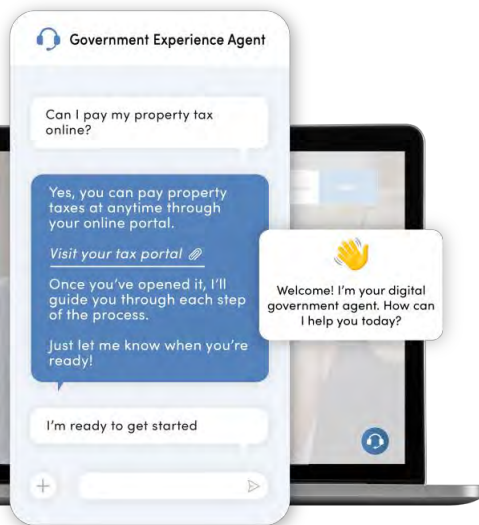 Government Experience Agent
Can I pay my property tax
online?
Yes, you can pay property
taxes at anytime through
your online portal.
Visit your tax portal
Once you've opened it, I'll
guide you through each step
of the process.
Just let me know when you're
ready!
I'm ready to get started
Welcome! I'm your digital
government agent. How can
I help you today?